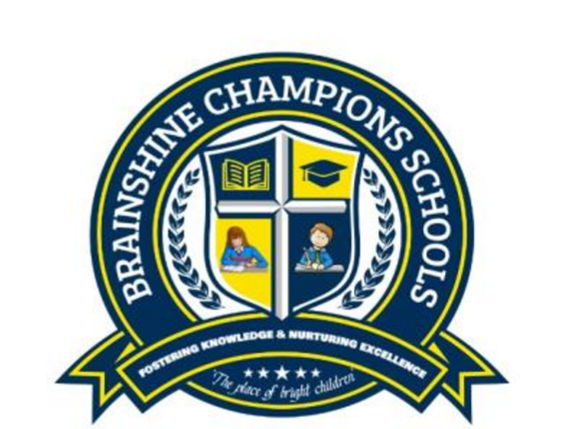 BRAINSHINE CHAMPIONS SCHOOLS
FOSTERING KNOWLEDGE & NURTURING EXCELLENCE
"The place of bright children"